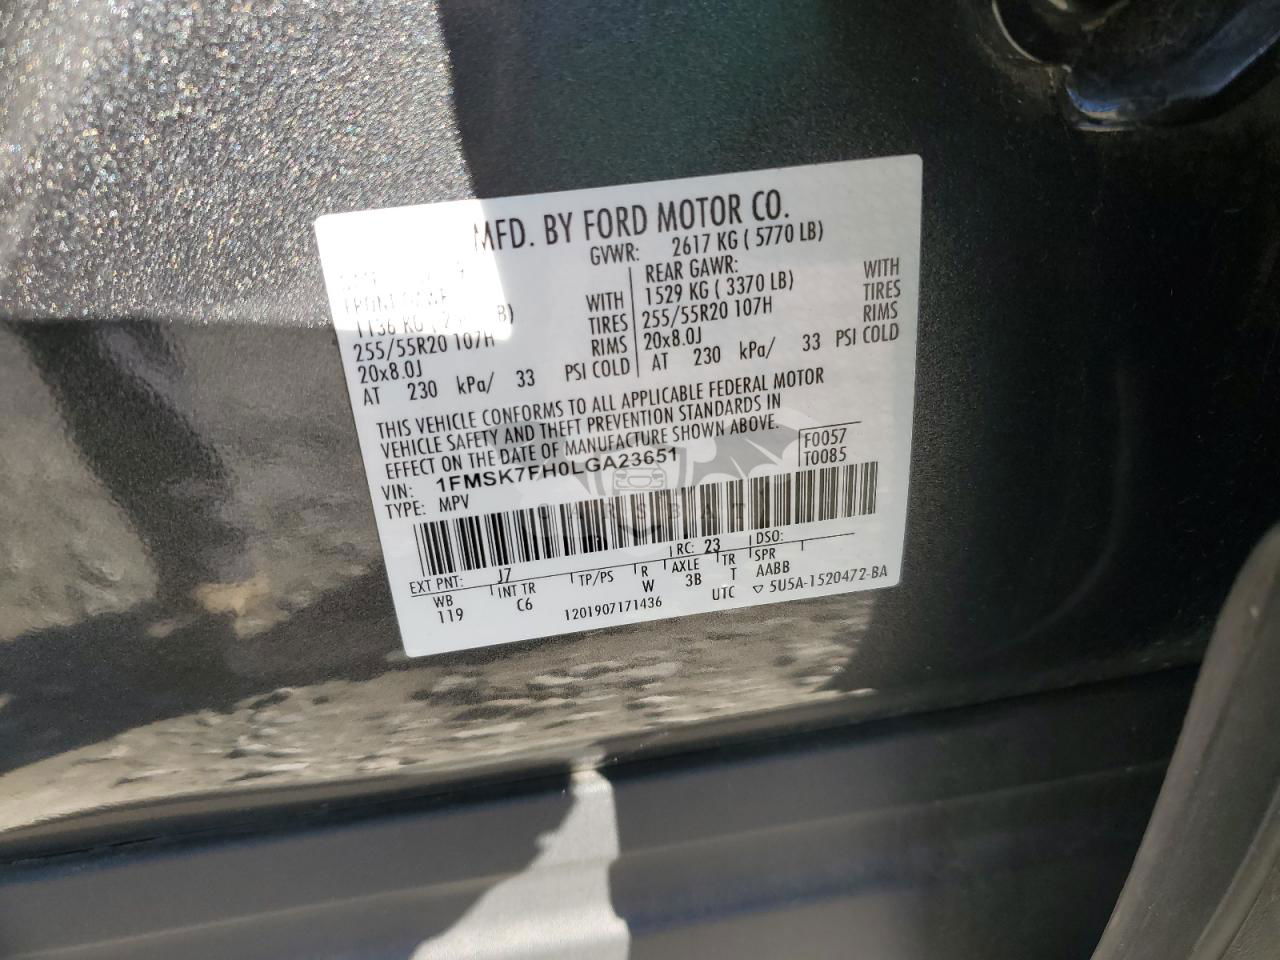 MFD. BY FORD MOTOR CO.
GVWR: 2617 KG ( 5770 LB)
1136 KG
WITH
255/55R20 107H TIRES
20x8.0J RIMS
AT 230 kPa/ 33 PSI COLD
REAR GAWR:
1529 KG ( 3370 LB) WITH
255/55R20 107H TIRES
20x8.0J RIMS
AT 230 kPa/ 33 PSI COLD
THIS VEHICLE CONFORMS TO ALL APPLICABLE FEDERAL MOTOR
VEHICLE SAFETY AND THEFT PREVENTION STANDARDS IN
EFFECT ON THE DATE OF MANUFACTURE SHOWN ABOVE.
VIN: 1FMSK7FH0LGA23651
TYPE: MPV
F0057
T0085
EXT PNT: J7 RC: 23 DSO:
WB INT TR TP/PS R AXLE TR SPR
119 C6 W 3B T AABB
1201907171436 UTC ▽ 5U5A-1520472-BA